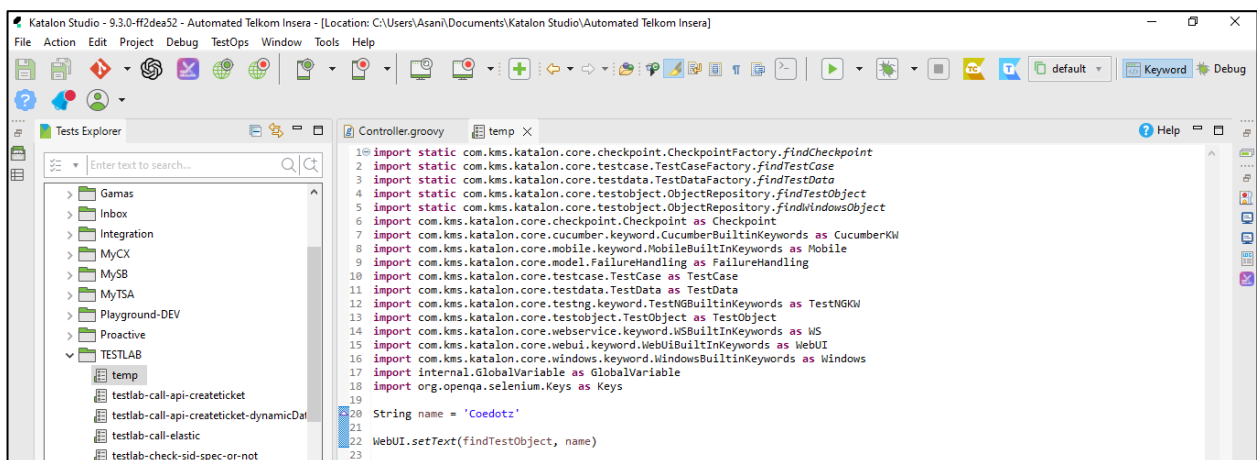 Katalon Studio - 9.3.0-ff2dea52 - Automated Telkom Insera - [Location: C:\Users\Asani\Documents\Katalon Studio\Automated Telkom Insera]
File Action Edit Project Debug TestOps Window Tools Help
default Keyword Debug
Tests Explorer
Enter text to search...
Gamas
Inbox
Integration
MyCX
MySB
MyTSA
Playground-DEV
Proactive
TESTLAB
temp
testlab-call-api-createticket
testlab-call-api-createticket-dynamicDat
testlab-call-elastic
testlab-check-sid-spec-or-not
Controller.groovy temp Help
1 import static com.kms.katalon.core.checkpoint.CheckpointFactory.findCheckpoint
2 import static com.kms.katalon.core.testcase.TestCaseFactory.findTestCase
3 import static com.kms.katalon.core.testdata.TestDataFactory.findTestData
4 import static com.kms.katalon.core.testobject.ObjectRepository.findTestObject
5 import static com.kms.katalon.core.testobject.ObjectRepository.findWindowsObject
6 import com.kms.katalon.core.checkpoint.Checkpoint as Checkpoint
7 import com.kms.katalon.core.cucumber.keyword.CucumberBuiltinKeywords as CucumberKW
8 import com.kms.katalon.core.mobile.keyword.MobileBuiltInKeywords as Mobile
9 import com.kms.katalon.core.model.FailureHandling as FailureHandling
10 import com.kms.katalon.core.testcase.TestCase as TestCase
11 import com.kms.katalon.core.testdata.TestData as TestData
12 import com.kms.katalon.core.testng.keyword.TestNGBuiltinKeywords as TestNGKW
13 import com.kms.katalon.core.testobject.TestObject as TestObject
14 import com.kms.katalon.core.webservice.keyword.WSBuiltInKeywords as WS
15 import com.kms.katalon.core.webui.keyword.WebUiBuiltInKeywords as WebUI
16 import com.kms.katalon.core.windows.keyword.WindowsBuiltinKeywords as Windows
17 import internal.GlobalVariable as GlobalVariable
18 import org.openqa.selenium.Keys as Keys
19
20 String name = 'Coedotz'
21
22 WebUI.setText(findTestObject, name)
23